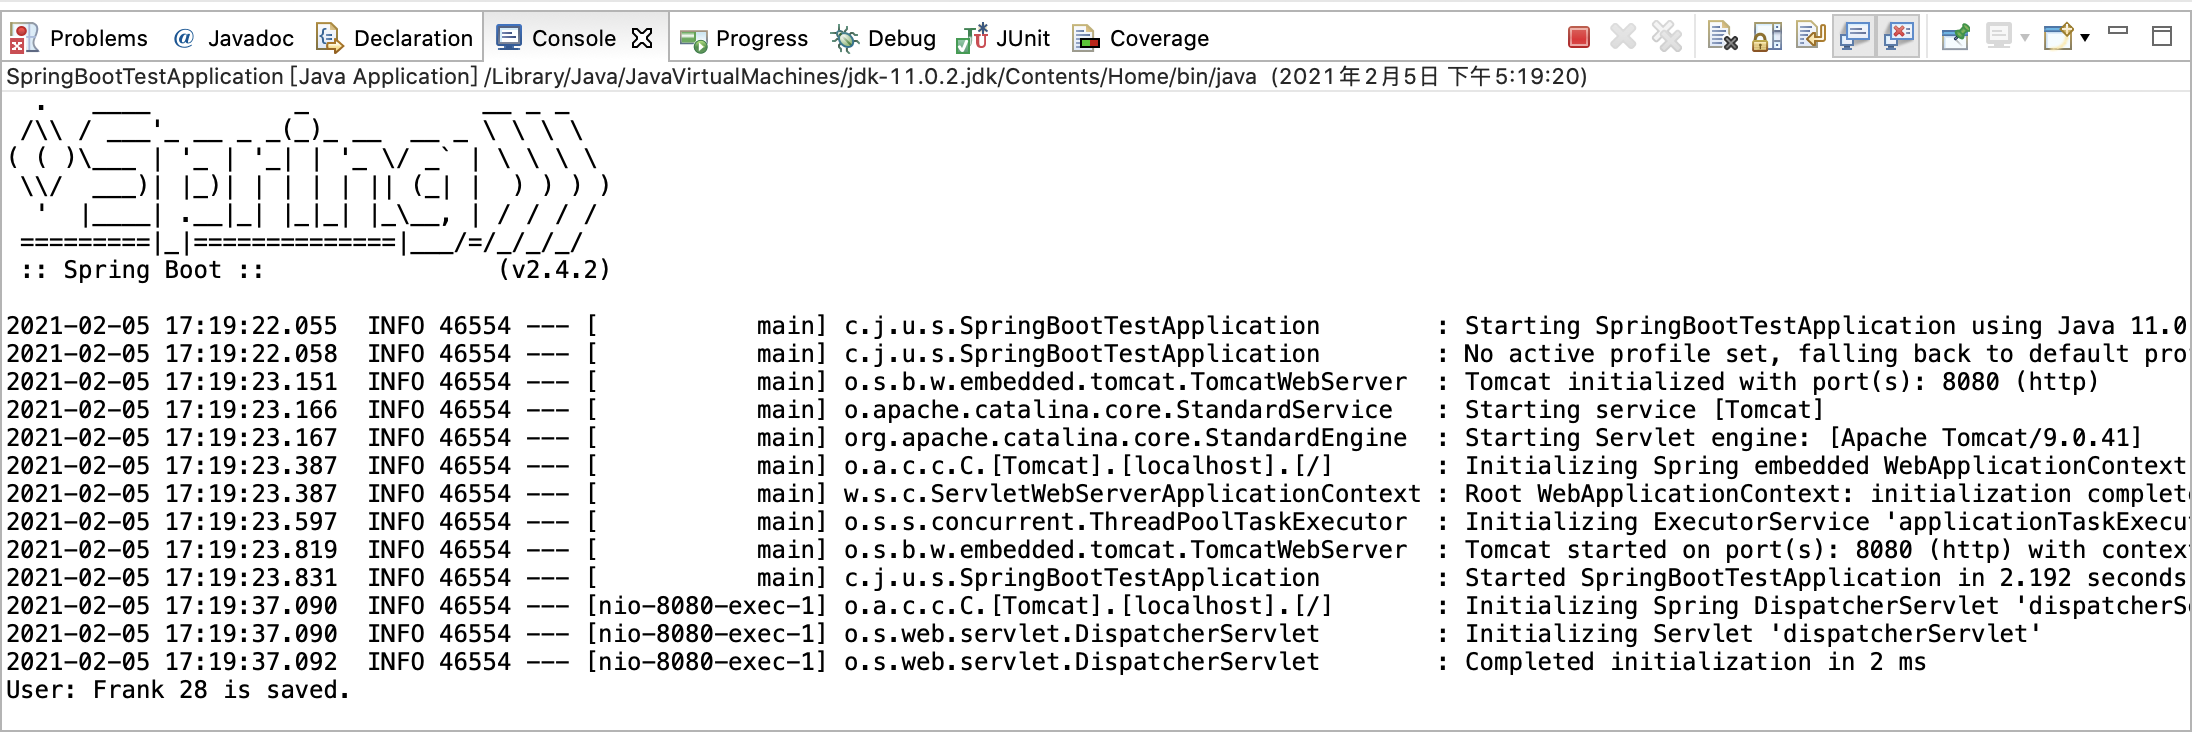 Problems Javadoc Declaration Console Progress Debug JUnit Coverage
SpringBootTestApplication [Java Application] /Library/Java/JavaVirtualMachines/jdk-11.0.2.jdk/Contents/Home/bin/java (2021年2月5日 下午5:19:20)
  .   ____          _            __ _ _
 /\\ / ___'_ __ _ _(_)_ __  __ _ \ \ \ \
( ( )\___ | '_ | '_| | '_ \/ _` | \ \ \ \
 \\/  ___)| |_)| | | | | || (_| |  ) ) ) )
  '  |____| .__|_| |_|_| |_\__, | / / / /
 =========|_|==============|___/=/_/_/_/
 :: Spring Boot ::                (v2.4.2)
2021-02-05 17:19:22.055  INFO 46554 --- [           main] c.j.u.s.SpringBootTestApplication        : Starting SpringBootTestApplication using Java 11.0
2021-02-05 17:19:22.058  INFO 46554 --- [           main] c.j.u.s.SpringBootTestApplication        : No active profile set, falling back to default
2021-02-05 17:19:23.151  INFO 46554 --- [           main] o.s.b.w.embedded.tomcat.TomcatWebServer  : Tomcat initialized with port(s): 8080 (http)
2021-02-05 17:19:23.166  INFO 46554 --- [           main] o.apache.catalina.core.StandardService   : Starting service [Tomcat]
2021-02-05 17:19:23.167  INFO 46554 --- [           main] org.apache.catalina.core.StandardEngine  : Starting Servlet engine: [Apache Tomcat/9.0.41]
2021-02-05 17:19:23.387  INFO 46554 --- [           main] o.a.c.c.C.[Tomcat].[localhost].[/]       : Initializing Spring embedded WebApplicationContext
2021-02-05 17:19:23.387  INFO 46554 --- [           main] w.s.c.ServletWebServerApplicationContext : Root WebApplicationContext: initialization
2021-02-05 17:19:23.597  INFO 46554 --- [           main] o.s.s.concurrent.ThreadPoolTaskExecutor  : Initializing ExecutorService
2021-02-05 17:19:23.819  INFO 46554 --- [           main] o.s.b.w.embedded.tomcat.TomcatWebServer  : Tomcat started on port(s): 8080 (http) with
2021-02-05 17:19:23.831  INFO 46554 --- [           main] c.j.u.s.SpringBootTestApplication        : Started SpringBootTestApplication in 2.192 seconds
2021-02-05 17:19:37.090  INFO 46554 --- [nio-8080-exec-1] o.a.c.c.C.[Tomcat].[localhost].[/]       : Initializing Spring DispatcherServlet
2021-02-05 17:19:37.090  INFO 46554 --- [nio-8080-exec-1] o.s.web.servlet.DispatcherServlet        : Initializing Servlet 'dispatcherServlet'
2021-02-05 17:19:37.092  INFO 46554 --- [nio-8080-exec-1] o.s.web.servlet.DispatcherServlet        : Completed initialization in 2 ms
User: Frank 28 is saved.